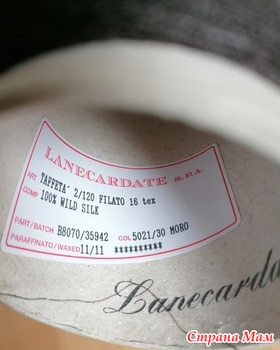 LANECARDATE S.P.A.
ART. TAFFETA' 2/120 FILATO 16 tex
COMP. 100% WILD SILK
PART/BATCH B8070/35942 COL 5021/30 MORO
PARAFFINATO/WAXED 11/11 **********
Lanecarda
Страна Мам